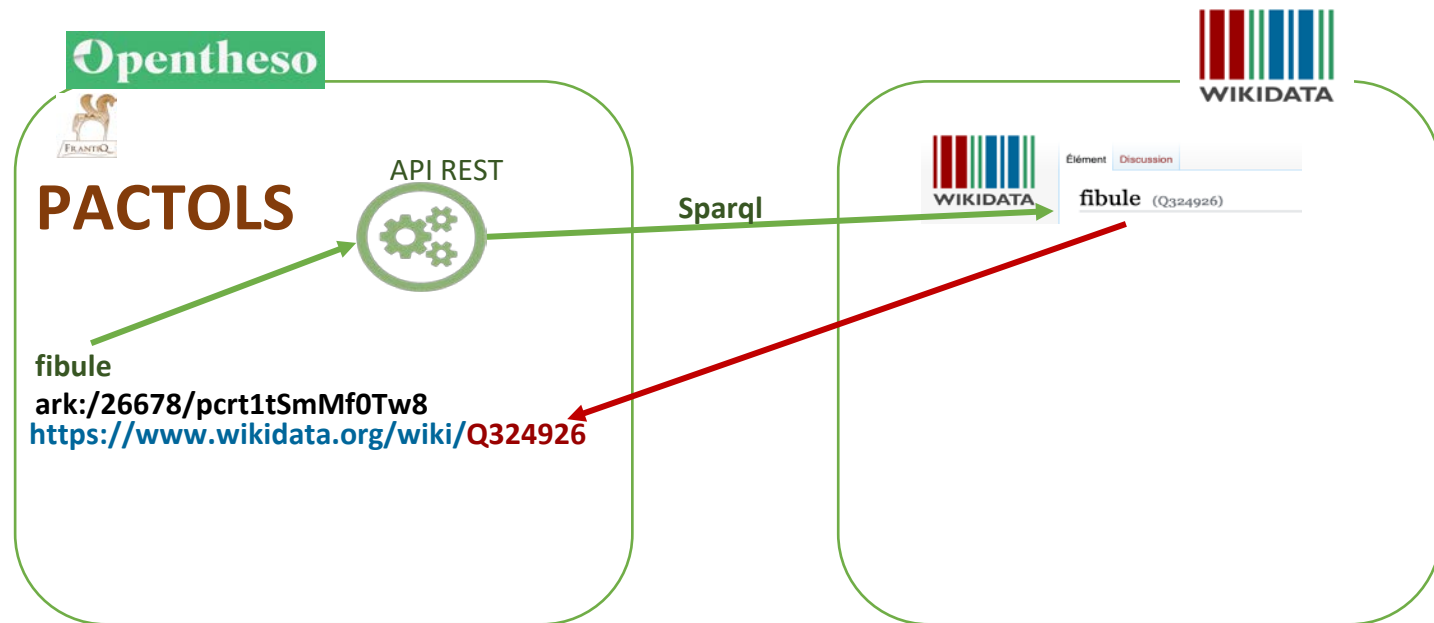 Opentheso
FRANTIQ
PACTOLS
API REST
Sparql
WIKIDATA
WIKIDATA
Élément Discussion
fibule (Q324926)
fibule
ark:/26678/pcrt1tSmMf0Tw8
https://www.wikidata.org/wiki/Q324926